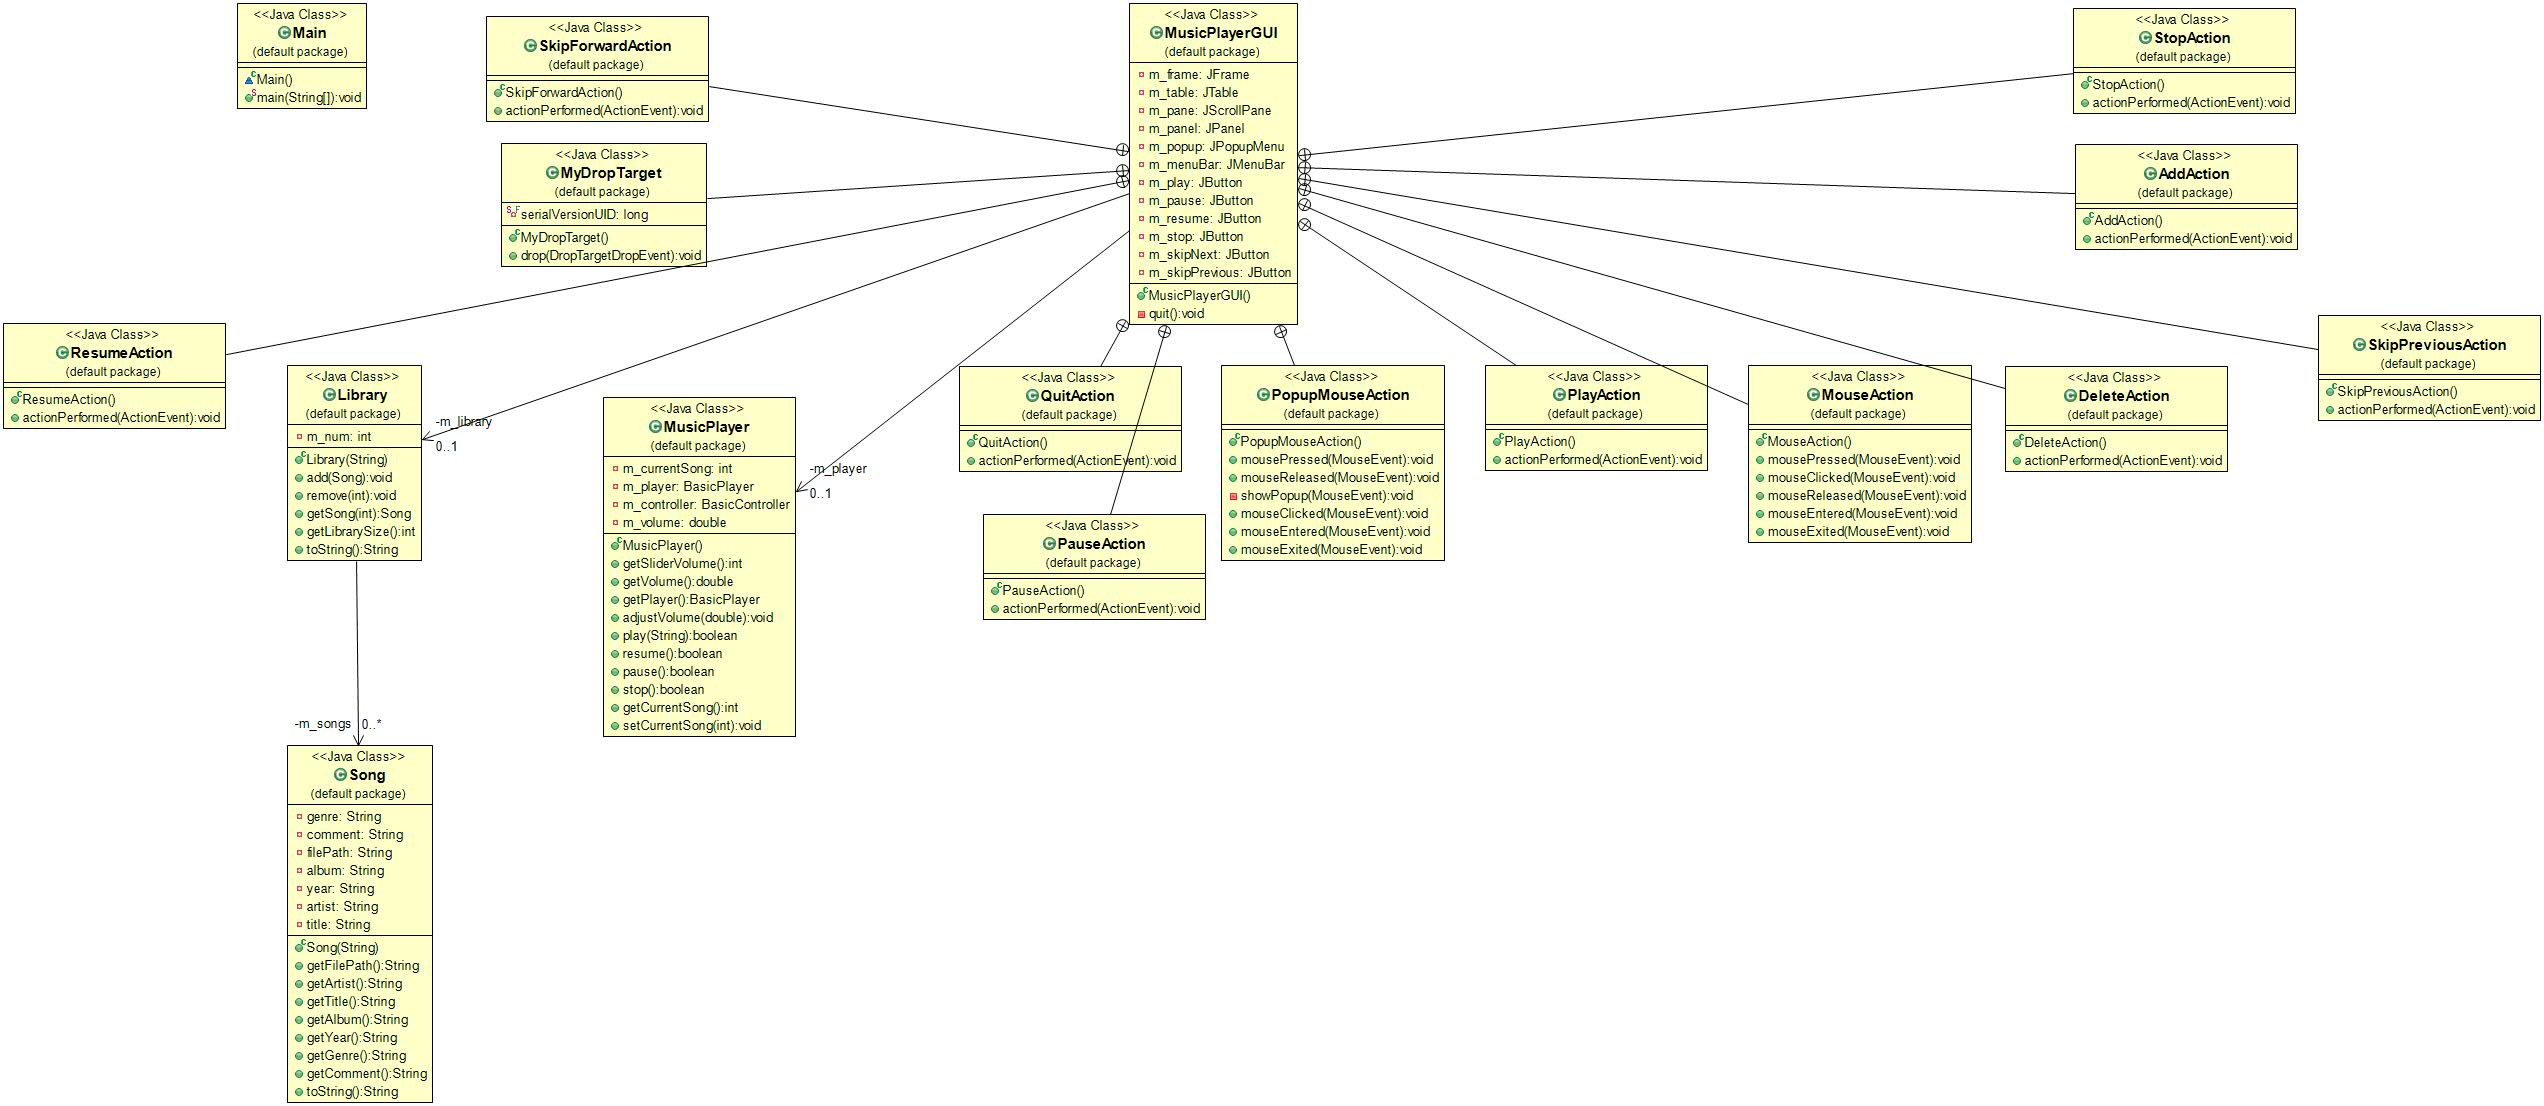 <<Java Class>>
Main
(default package)
Main()
main(String[]):void
<<Java Class>>
SkipForwardAction
(default package)
SkipForwardAction()
actionPerformed(ActionEvent):void
<<Java Class>>
MusicPlayerGUI
(default package)
m_frame: JFrame
m_table: JTable
m_pane: JScrollPane
m_panel: JPanel
m_popup: JPopupMenu
m_menuBar: JMenuBar
m_play: JButton
m_pause: JButton
m_resume: JButton
m_stop: JButton
m_skipNext: JButton
m_skipPrevious: JButton
MusicPlayerGUI()
quit():void
<<Java Class>>
StopAction
(default package)
StopAction()
actionPerformed(ActionEvent):void
<<Java Class>>
MyDropTarget
(default package)
serialVersionUID: long
MyDropTarget()
drop(DropTargetDropEvent):void
<<Java Class>>
AddAction
(default package)
AddAction()
actionPerformed(ActionEvent):void
<<Java Class>>
ResumeAction
(default package)
ResumeAction()
actionPerformed(ActionEvent):void
<<Java Class>>
Library
(default package)
m_num: int
Library(String)
add(Song):void
remove(int):void
getSong(int):Song
getLibrarySize():int
toString():String
-m_library
0..1
<<Java Class>>
MusicPlayer
(default package)
m_currentSong: int
m_player: BasicPlayer
m_controller: BasicController
m_volume: double
MusicPlayer()
getSliderVolume():int
getVolume():double
getPlayer():BasicPlayer
adjustVolume(double):void
play(String):boolean
resume():boolean
pause():boolean
stop():boolean
getCurrentSong():int
setCurrentSong(int):void
-m_player
0..1
<<Java Class>>
QuitAction
(default package)
QuitAction()
actionPerformed(ActionEvent):void
<<Java Class>>
PauseAction
(default package)
PauseAction()
actionPerformed(ActionEvent):void
<<Java Class>>
PopupMouseAction
(default package)
PopupMouseAction()
mousePressed(MouseEvent):void
mouseReleased(MouseEvent):void
showPopup(MouseEvent):void
mouseClicked(MouseEvent):void
mouseEntered(MouseEvent):void
mouseExited(MouseEvent):void
<<Java Class>>
PlayAction
(default package)
PlayAction()
actionPerformed(ActionEvent):void
<<Java Class>>
MouseAction
(default package)
MouseAction()
mousePressed(MouseEvent):void
mouseClicked(MouseEvent):void
mouseReleased(MouseEvent):void
mouseEntered(MouseEvent):void
mouseExited(MouseEvent):void
<<Java Class>>
DeleteAction
(default package)
DeleteAction()
actionPerformed(ActionEvent):void
<<Java Class>>
SkipPreviousAction
(default package)
SkipPreviousAction()
actionPerformed(ActionEvent):void
-m_songs
0..*
<<Java Class>>
Song
(default package)
genre: String
comment: String
filePath: String
album: String
year: String
artist: String
title: String
Song(String)
getFilePath():String
getArtist():String
getTitle():String
getAlbum():String
getYear():String
getGenre():String
getComment():String
toString():String